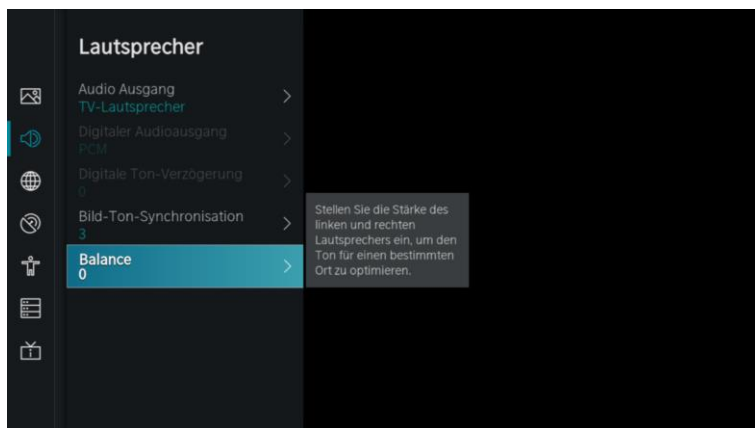 Lautsprecher
Audio Ausgang
TV-Lautsprecher
Digitaler Audioausgang
PCM
Digitale Ton-Verzögerung
0
Bild-Ton-Synchronisation
3
Balance
0
Stellen Sie die Stärke des
linken und rechten
Lautsprechers ein, um den
Ton für einen bestimmten
Ort zu optimieren.